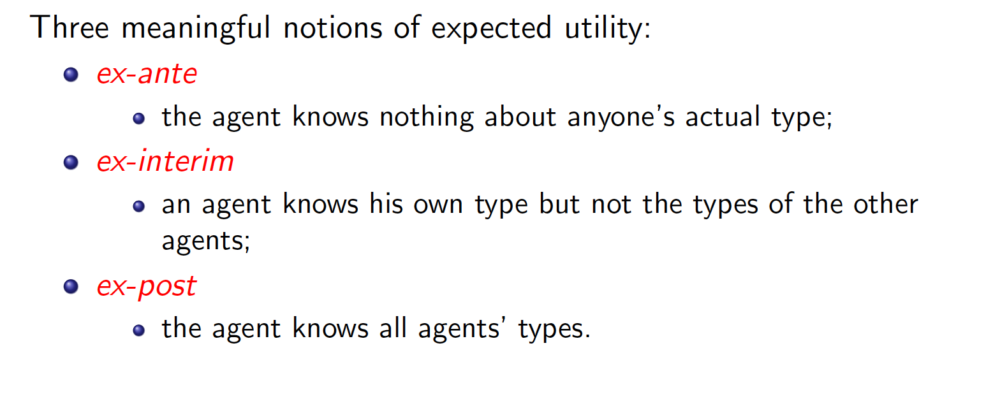 Three meaningful notions of expected utility:
ex-ante
the agent knows nothing about anyone's actual type;
ex-interim
an agent knows his own type but not the types of the other
agents;
ex-post
the agent knows all agents' types.